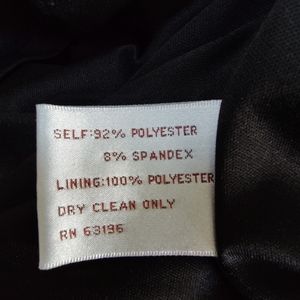 SELF:92% POLYESTER
8% SPANDEX
LINING:100% POLYESTER
DRY CLEAN ONLY
RN 63196